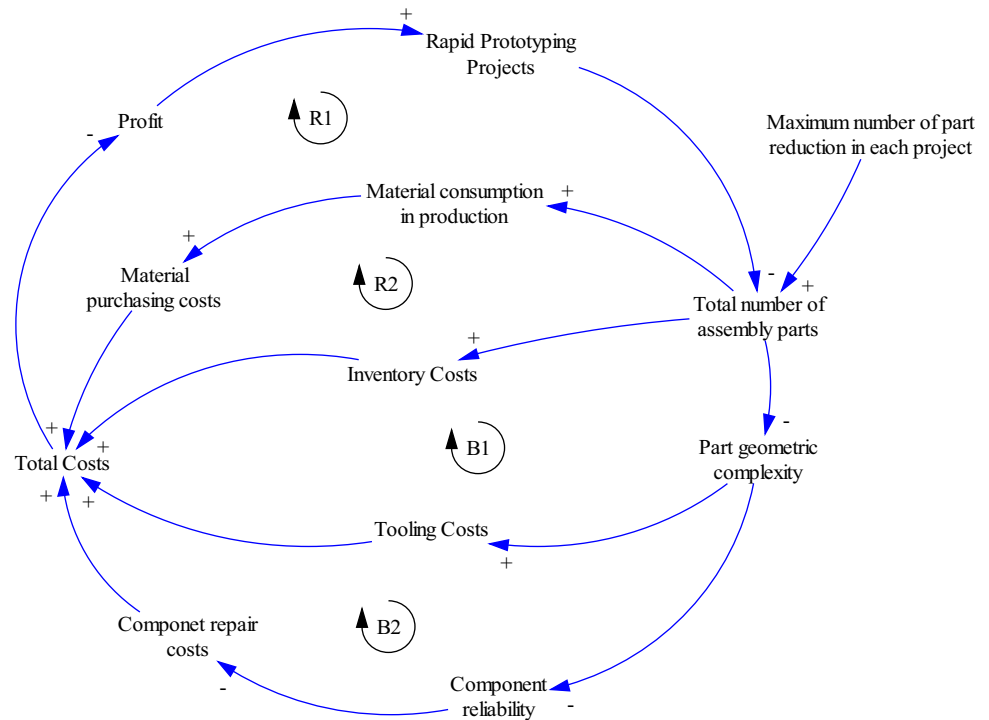 +
Rapid Prototyping
Projects
-
Profit
R1
Maximum number of part
reduction in each project
Material consumption
in production
+
+
Material
purchasing costs
R2
-
+
Total number of
assembly parts
+
Inventory Costs
+
+
Total Costs
+
+
B1
-
Part geometric
complexity
Tooling Costs
+
Componet repair
costs
B2
-
Component
reliability
-